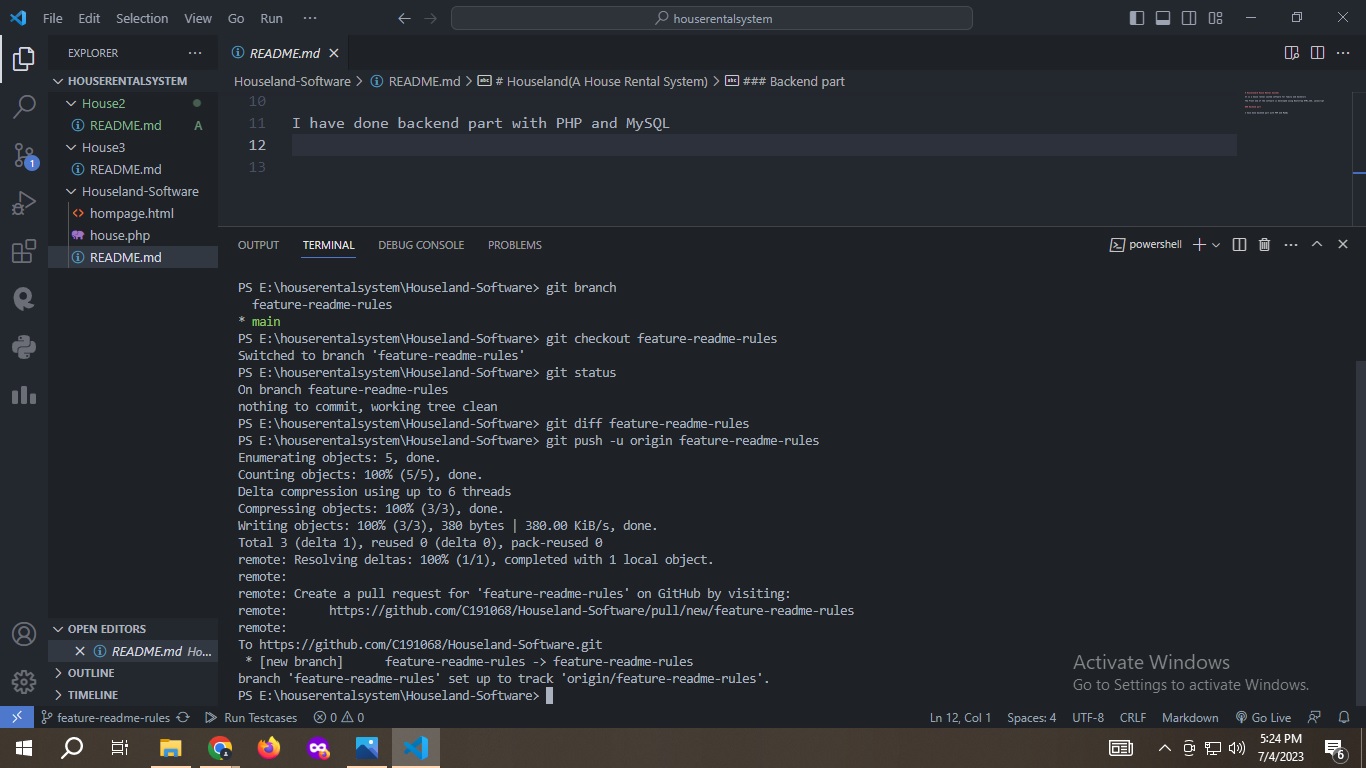 File Edit Selection View Go Run ··· houserentalsystem
EXPLORER ···
HOUSERENTALSYSTEM
House2
README.md A
House3
README.md
Houseland-Software
hompage.html
house.php
README.md
OPEN EDITORS
README.md Ho...
OUTLINE
TIMELINE
1
README.md
Houseland-Software > README.md > # Houseland(A House Rental System) > ### Backend part
10
11 I have done backend part with PHP and MySQL
12
13
OUTPUT TERMINAL DEBUG CONSOLE PROBLEMS powershell
PS E:\houserentalsystem\Houseland-Software> git branch
feature-readme-rules
* main
PS E:\houserentalsystem\Houseland-Software> git checkout feature-readme-rules
Switched to branch 'feature-readme-rules'
PS E:\houserentalsystem\Houseland-Software> git status
On branch feature-readme-rules
nothing to commit, working tree clean
PS E:\houserentalsystem\Houseland-Software> git diff feature-readme-rules
PS E:\houserentalsystem\Houseland-Software> git push -u origin feature-readme-rules
Enumerating objects: 5, done.
Counting objects: 100% (5/5), done.
Delta compression using up to 6 threads
Compressing objects: 100% (3/3), done.
Writing objects: 100% (3/3), 380 bytes | 380.00 KiB/s, done.
Total 3 (delta 1), reused 0 (delta 0), pack-reused 0
remote: Resolving deltas: 100% (1/1), completed with 1 local object.
remote:
remote: Create a pull request for 'feature-readme-rules' on GitHub by visiting:
remote: https://github.com/C191068/Houseland-Software/pull/new/feature-readme-rules
remote:
To https://github.com/C191068/Houseland-Software.git
* [new branch] feature-readme-rules -> feature-readme-rules
branch 'feature-readme-rules' set up to track 'origin/feature-readme-rules'.
PS E:\houserentalsystem\Houseland-Software>
Activate Windows
Go to Settings to activate Windows.
feature-readme-rules Run Testcases 0 0 Ln 12, Col 1 Spaces: 4 UTF-8 CRLF Markdown Go Live
5:24 PM
7/4/2023
6